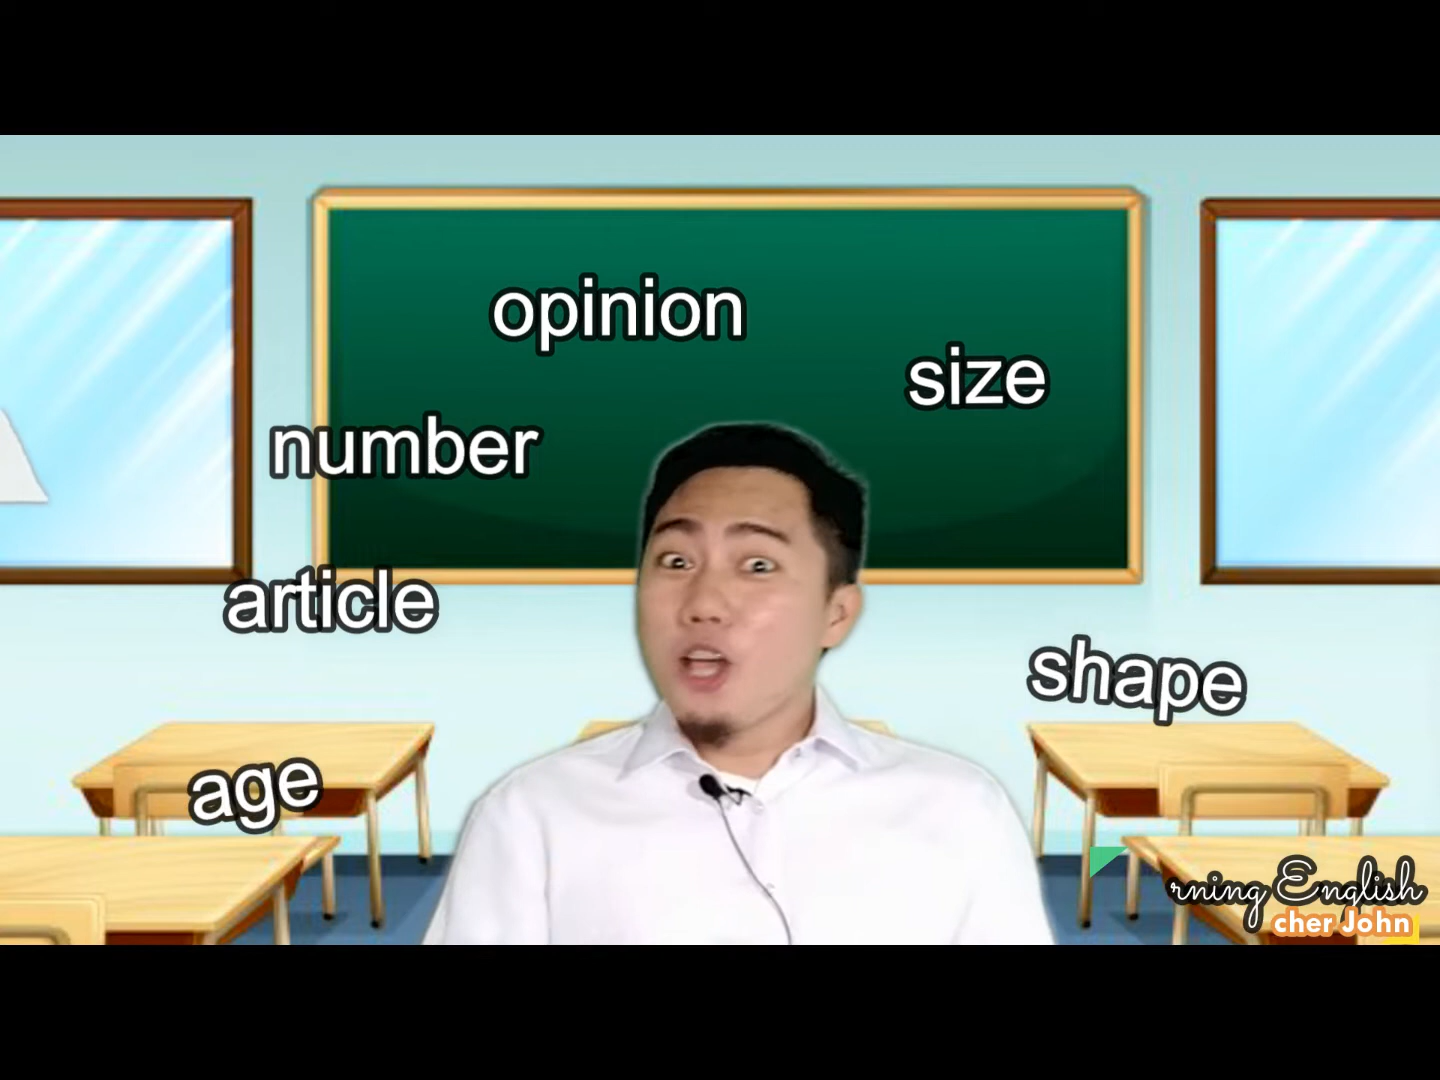 opinion
size
number
article
shape
age
rning English
cher John